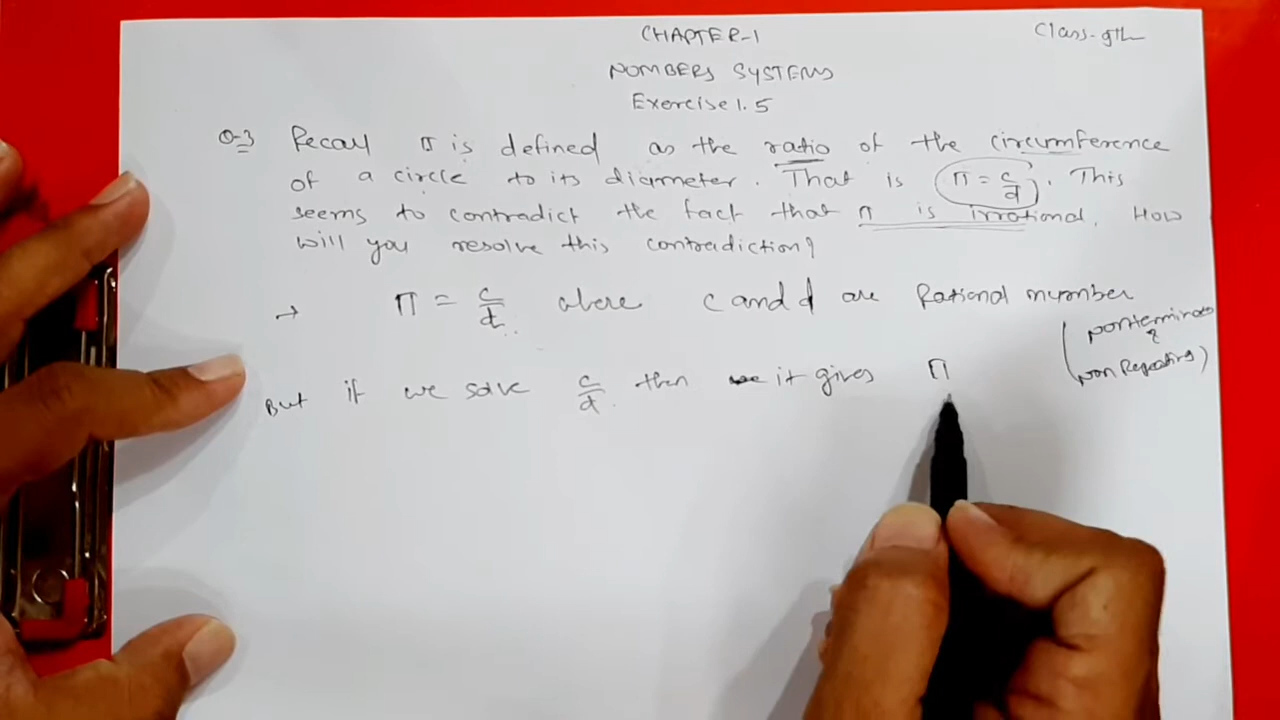 CHAPTER-1
Class-9th
NUMBERS SYSTEMS
Exercise 1.5
Q-3 Recall π is defined as the ratio of the circumference
of a circle to its diameter. That is π = c/d. This
seems to contradict the fact that π is irrational. How
will you resolve this contradiction?
→ π = c/d where c and d are Rational number
(nonterminating
&
non Repeating)
But if we solve c/d then it gives π